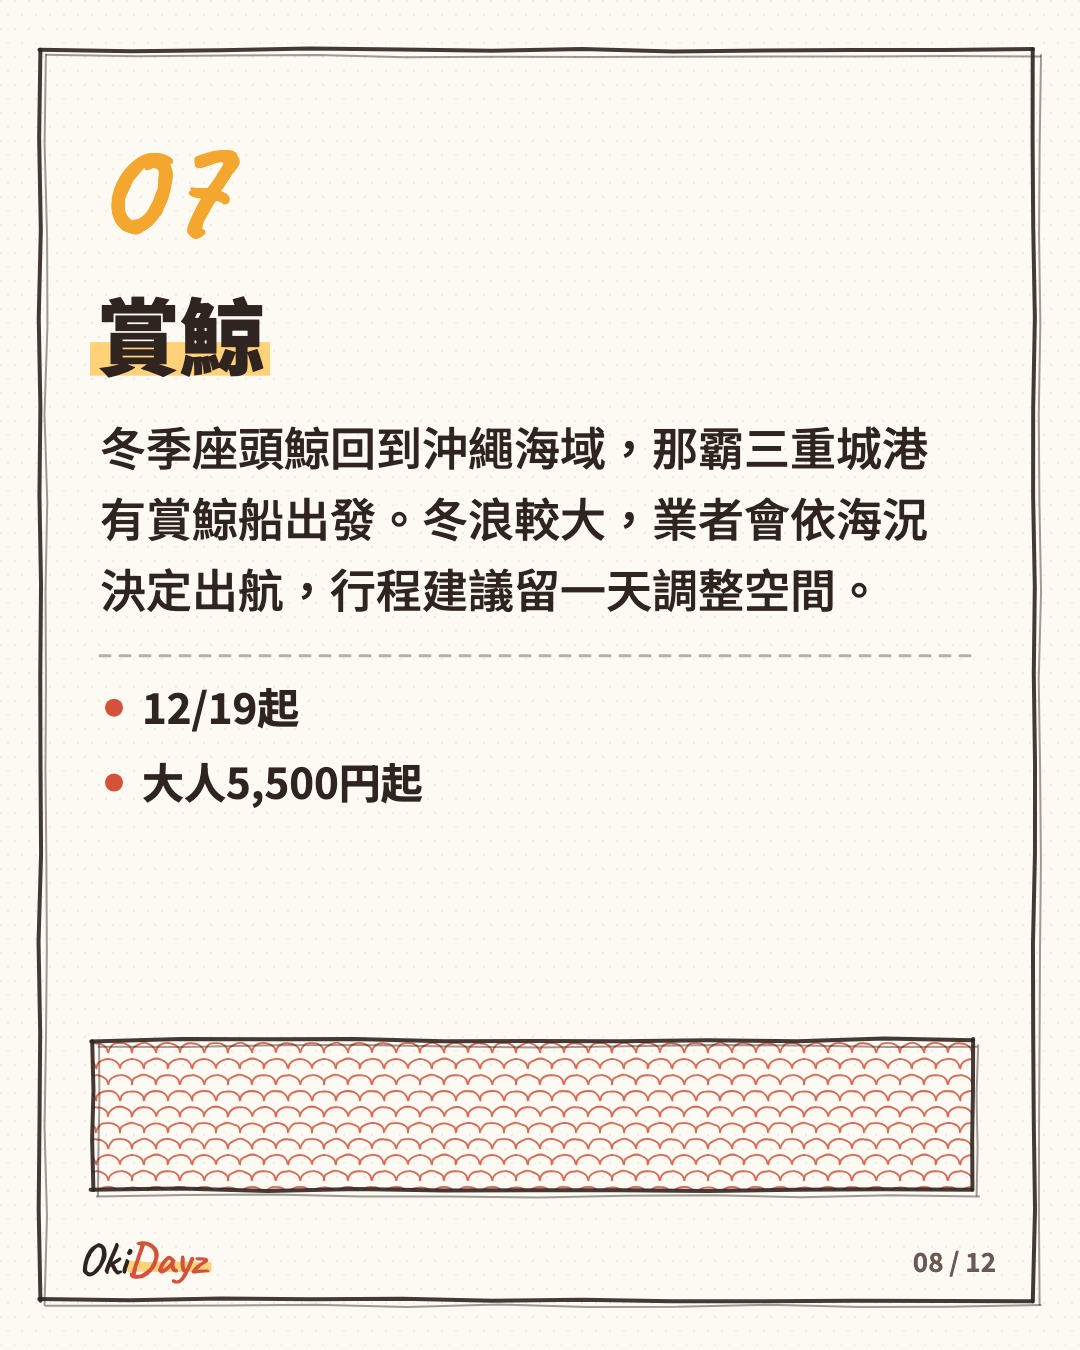 07
賞鯨
冬季座頭鯨回到沖繩海域，那霸三重城港
有賞鯨船出發。冬浪較大，業者會依海況
決定出航，行程建議留一天調整空間。
12/19起
大人5,500円起
OkiDayz
08 / 12